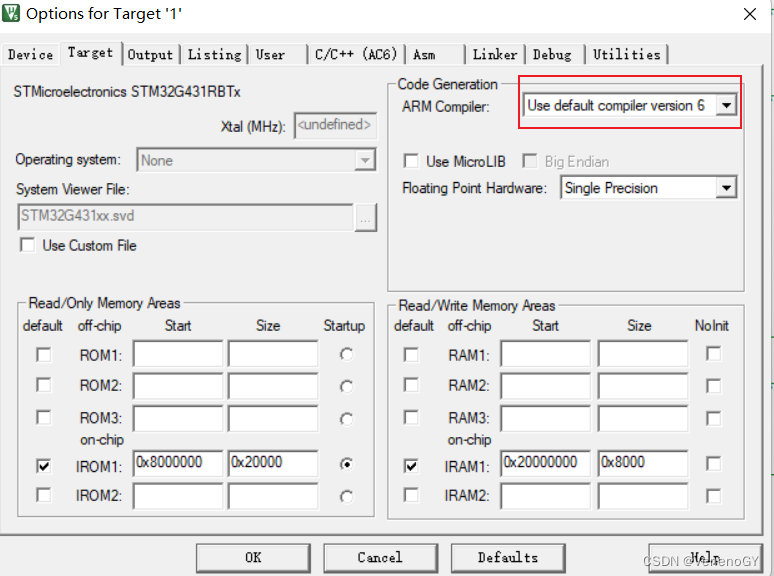 Options for Target '1'
Device Target Output Listing User C/C++ (AC6) Asm Linker Debug Utilities
STMicroelectronics STM32G431RBTx
Xtal (MHz): <undefined>
Operating system: None
System Viewer File:
STM32G431xx.svd ...
Use Custom File
Code Generation
ARM Compiler: Use default compiler version 6
Use MicroLIB Big Endian
Floating Point Hardware: Single Precision
Read/Only Memory Areas
default off-chip Start Size Startup
ROM1:
ROM2:
ROM3:
on-chip
IROM1: 0x8000000 0x20000
IROM2:
Read/Write Memory Areas
default off-chip Start Size NoInit
RAM1:
RAM2:
RAM3:
on-chip
IRAM1: 0x20000000 0x8000
IRAM2:
OK Cancel Defaults Help
CSDN @VenenoGY